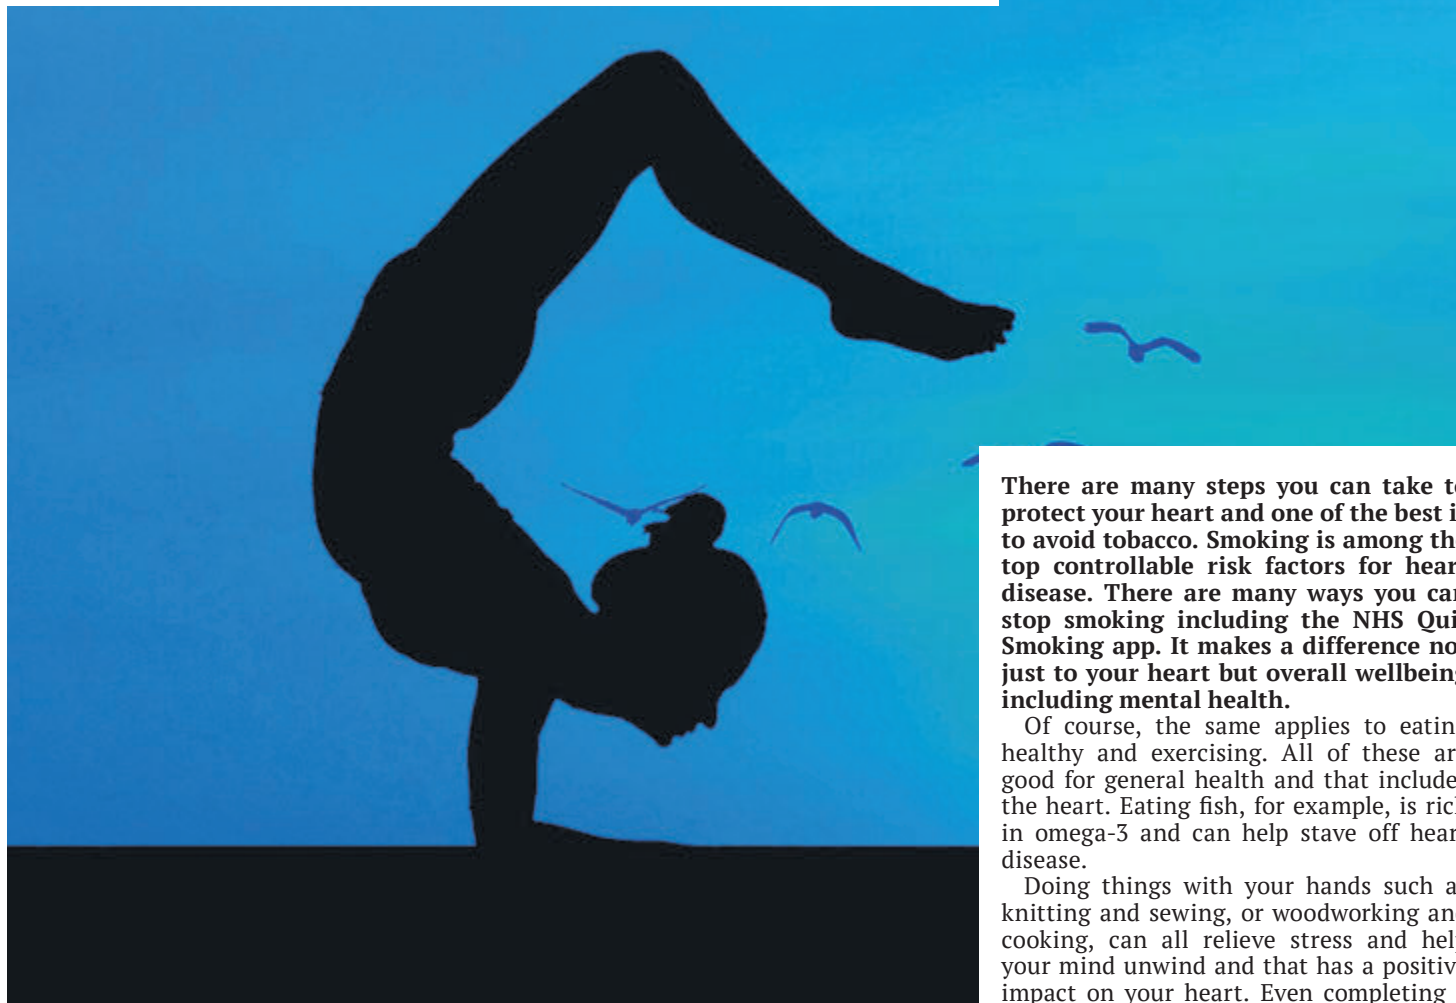 There are many steps you can take to
protect your heart and one of the best i
to avoid tobacco. Smoking is among th
top controllable risk factors for hear
disease. There are many ways you can
stop smoking including the NHS Qui
Smoking app. It makes a difference no
just to your heart but overall wellbeing
including mental health.
Of course, the same applies to eatin
healthy and exercising. All of these ar
good for general health and that include
the heart. Eating fish, for example, is rich
in omega-3 and can help stave off hear
disease.
Doing things with your hands such a
knitting and sewing, or woodworking an
cooking, can all relieve stress and help
your mind unwind and that has a positiv
impact on your heart. Even completing